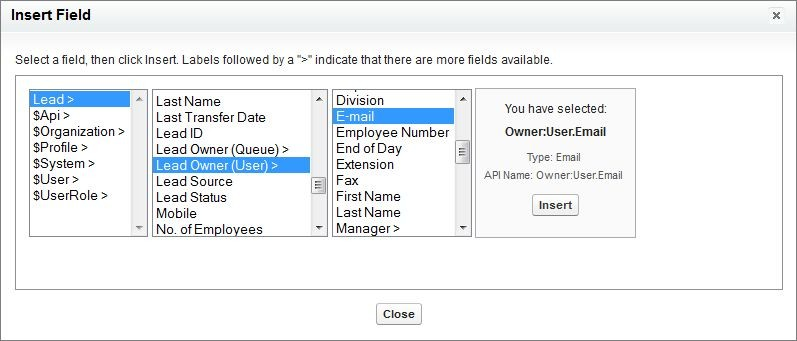 Insert Field
Select a field, then click Insert. Labels followed by a ">" indicate that there are more fields available.
Lead >
$Api >
$Organization >
$Profile >
$System >
$User >
$UserRole >
Last Name
Last Transfer Date
Lead ID
Lead Owner (Queue) >
Lead Owner (User) >
Lead Source
Lead Status
Mobile
No. of Employees
Division
E-mail
Employee Number
End of Day
Extension
Fax
First Name
Last Name
Manager >
You have selected:
Owner:User.Email
Type: Email
API Name: Owner:User.Email
Insert
Close